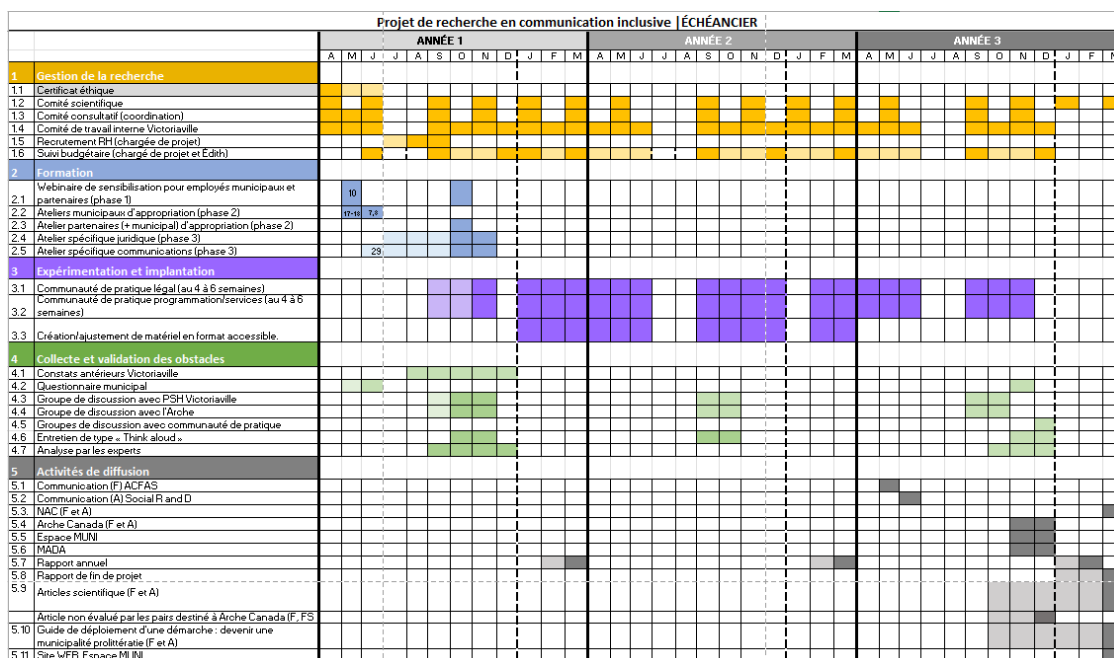 Projet de recherche en communication inclusive |ÉCHÉANCIER
ANNÉE 1 ANNÉE 2 ANNÉE 3
A M J J A S O N D J F M A M J J A S O N D J F M A M J J A S O N D J F M
1 Gestion de la recherche
1.1 Certificat éthique
1.2 Comité scientifique
1.3 Comité consultatif (coordination)
1.4 Comité de travail interne Victoriaville
1.5 Recrutement RH (chargée de projet)
1.6 Suivi budgétaire (chargé de projet et Édith)
2 Formation
Webinaire de sensibilisation pour employés municipaux et
2.1 partenaires (phase 1) 10
2.2 Ateliers municipaux d'appropriation (phase 2) 17-18 7,8
2.3 Atelier partenaires (+ municipal) d'appropriation (phase 2)
2.4 Atelier spécifique juridique (phase 3)
2.5 Atelier spécifique communications (phase 3) 29
3 Expérimentation et implantation
3.1 Communauté de pratique légal (au 4 à 6 semaines)
Communauté de pratique programmation/services (au 4 à 6
3.2 semaines)
3.3 Création/ajustement de matériel en format accessible.
4 Collecte et validation des obstacles
4.1 Constats antérieurs Victoriaville
4.2 Questionnaire municipal
4.3 Groupe de discussion avec PSH Victoriaville
4.4 Groupe de discussion avec l'Arche
4.5 Groupes de discussion avec communauté de pratique
4.6 Entretien de type « Think aloud »
4.7 Analyse par les experts
5 Activités de diffusion
5.1 Communication (F) ACFAS
5.2 Communication (A) Social R and D
5.3. NAC (F et A)
5.4 Arche Canada (F et A)
5.5 Espace MUNI
5.6 MADA
5.7 Rapport annuel
5.8 Rapport de fin de projet
5.9 Articles scientifique (F et A)
Article non évalué par les pairs destiné à Arche Canada (F, FS
5.10 Guide de déploiement d'une démarche : devenir une
municipalité prolittératie (F et A)
5.11 Site WEB Espace MUNI